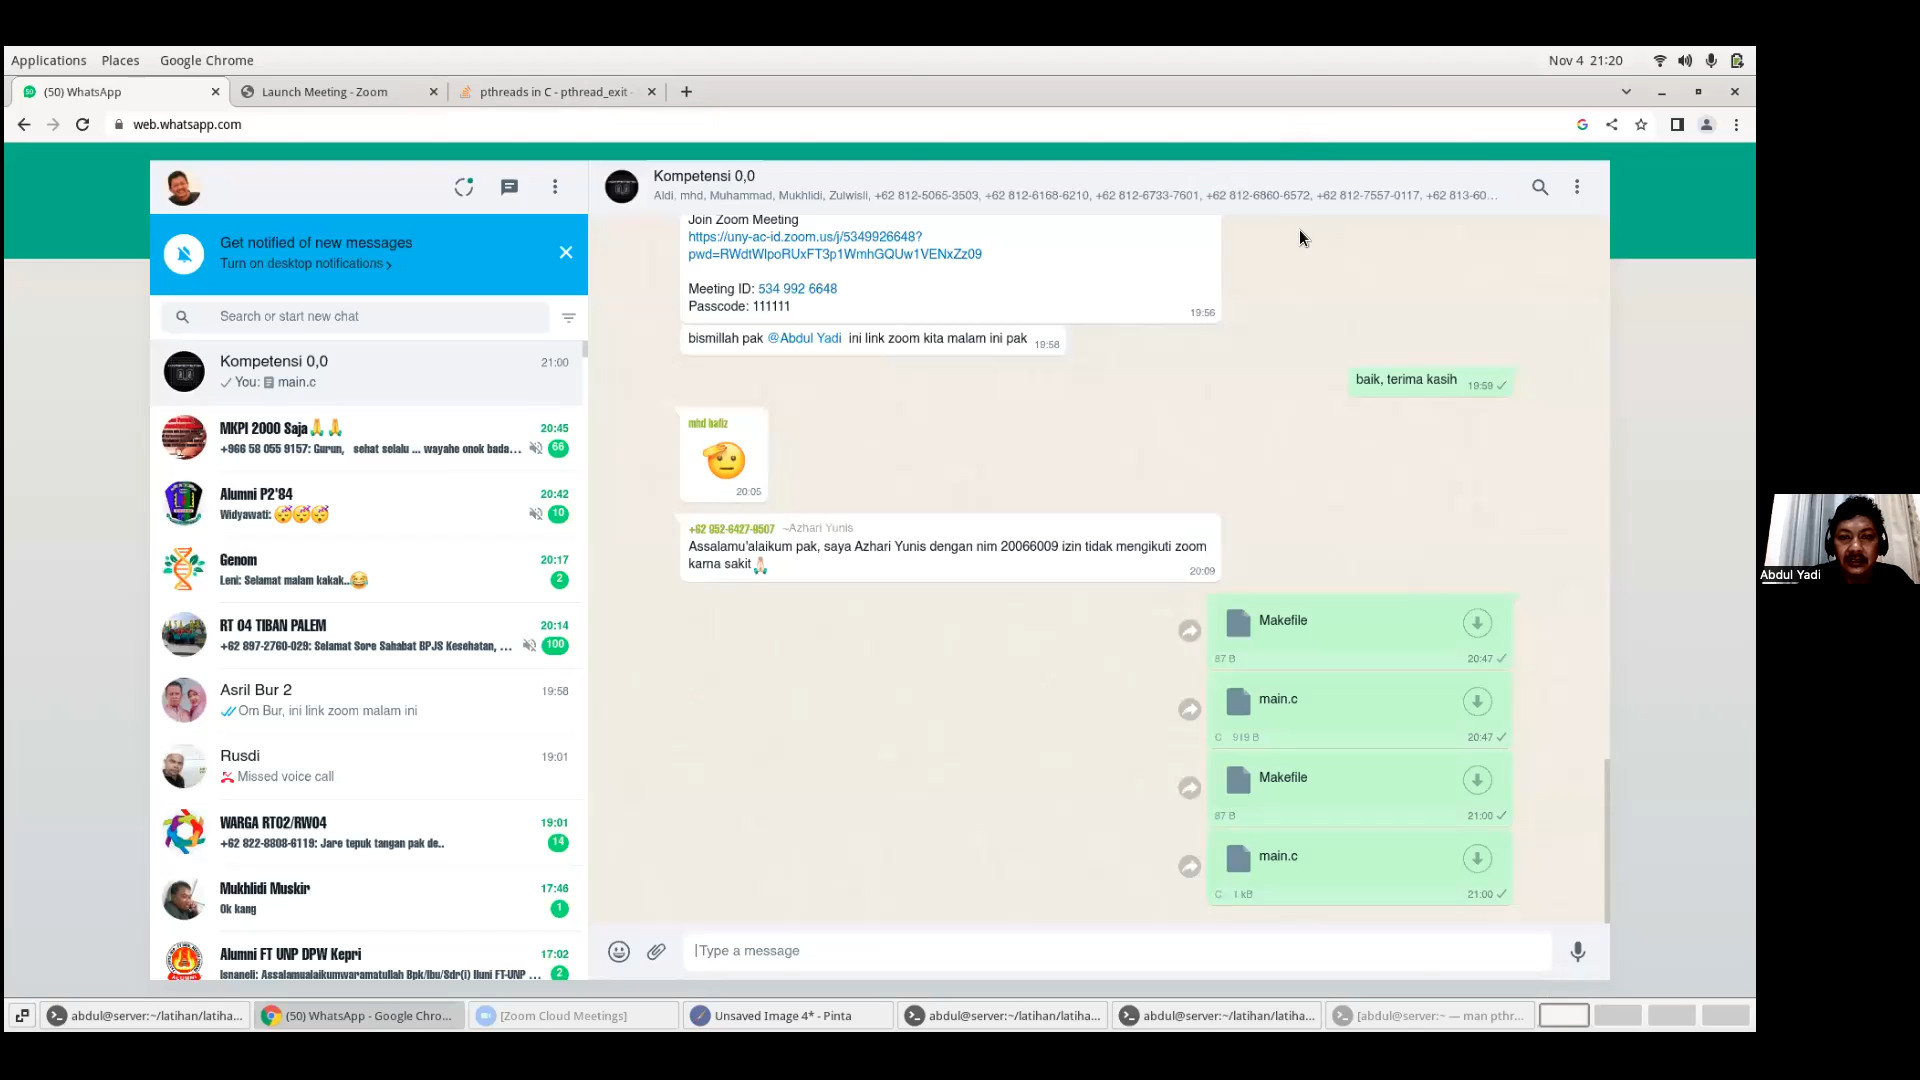 Applications Places Google Chrome
Nov 4 21:20
(50) WhatsApp
Launch Meeting - Zoom
pthreads in C - pthread_exit -
web.whatsapp.com
Get notified of new messages
Turn on desktop notifications >
Search or start new chat
Kompetensi 0,0
21:00
You: main.c
MKPI 2000 Saja🙏🙏
20:45
+966 58 055 9157: Gurun, sehat selalu ... wayahe onok bada...
66
Alumni P2'84
20:42
Widyawati: 😴😴😴
10
Genom
20:17
Leni: Selamat malam kakak..😂
2
RT 04 TIBAN PALEM
20:14
+62 897-2760-029: Selamat Sore Sahabat BPJS Kesehatan, ...
100
Asril Bur 2
19:58
Om Bur, ini link zoom malam ini
Rusdi
19:01
Missed voice call
WARGA RT02/RW04
19:01
+62 822-8808-6119: Jare tepuk tangan pak de..
14
Mukhlidi Muskir
17:46
Ok kang
1
Alumni FT UNP DPW Kepri
17:02
Isnaneli: Assalamualaikumwaramatullah Bpk/Ibu/Sdr(i) Iluni FT-UNP ...
2
Kompetensi 0,0
Aldi, mhd, Muhammad, Mukhlidi, Zulwisli, +62 812-5065-3503, +62 812-6168-6210, +62 812-6733-7601, +62 812-6860-6572, +62 812-7557-0117, +62 813-60...
Join Zoom Meeting
https://uny-ac-id.zoom.us/j/5349926648?
pwd=RWdtWlpoRUxFT3p1WmhGQUw1VENxZz09
Meeting ID: 534 992 6648
Passcode: 111111
19:56
bismillah pak @Abdul Yadi ini link zoom kita malam ini pak 19:58
baik, terima kasih 19:59
mhd hafiz
20:05
+62 952-6427-9507 ~Azhari Yunis
Assalamu'alaikum pak, saya Azhari Yunis dengan nim 20066009 izin tidak mengikuti zoom
karna sakit🙏🏻
20:09
Makefile
87 B 20:47
main.c
C 919 B 20:47
Makefile
87 B 21:00
main.c
C 1 kB 21:00
Type a message
Abdul Yadi
abdul@server:~/latihan/latiha...
(50) WhatsApp - Google Chro...
[Zoom Cloud Meetings]
Unsaved Image 4* - Pinta
abdul@server:~/latihan/latiha...
abdul@server:~/latihan/latiha...
[abdul@server:~ — man pthr...